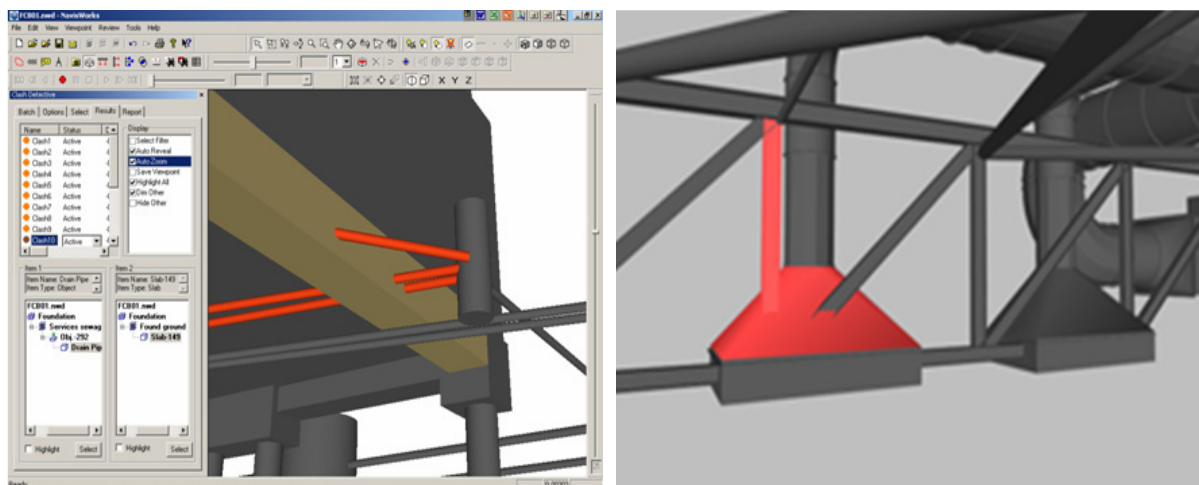 FCB01.nwd - NavisWorks
File Edit View Viewpoint Review Tools Help
1
X Y Z
Clash Detective
Batch Options Select Results Report
Name Status
Clash1 Active
Clash2 Active
Clash3 Active
Clash4 Active
Clash5 Active
Clash6 Active
Clash7 Active
Clash8 Active
Clash9 Active
Clash10 Active
Display
Select Filter
Auto Reveal
Auto Zoom
Save Viewpoint
Highlight All
Dim Other
Hide Other
Item 1
Item Name: Drain Pipe
Item Type: Object
FCB01.nwd
Foundation
Services sewag
Obj.-292
Drain Pip
Highlight Select
Item 2
Item Name: Slab-149
Item Type: Slab
FCB01.nwd
Foundation
Found ground
Slab-149
Highlight Select
Ready